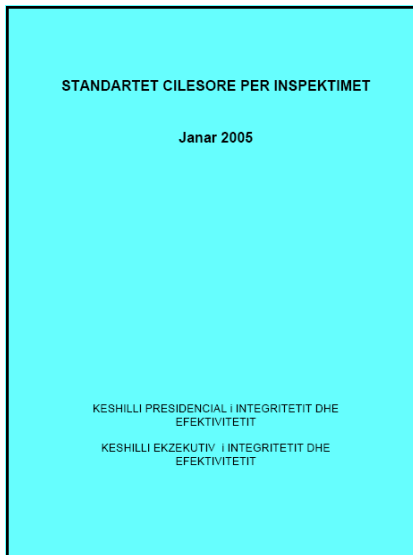 STANDARTET CILESORE PER INSPEKTIMET
Janar 2005
KESHILLI PRESIDENCIAL i INTEGRITETIT DHE
EFEKTIVITETIT
KESHILLI EKZEKUTIV i INTEGRITETIT DHE
EFEKTIVITETIT